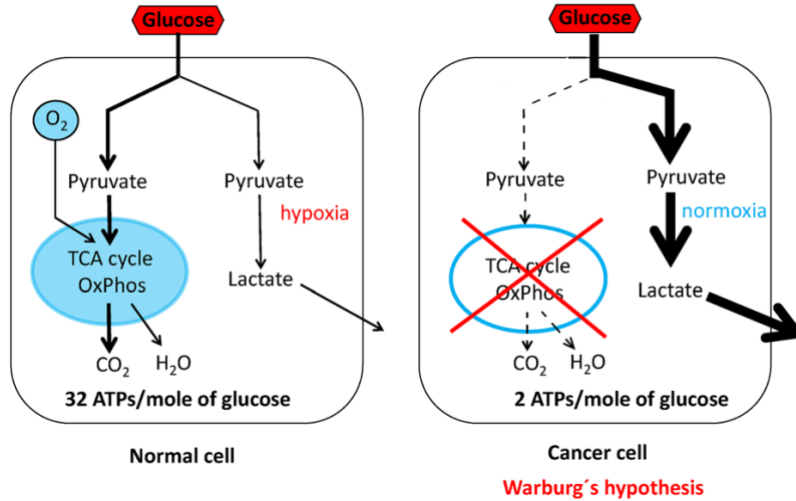 Glucose
O2
Pyruvate
Pyruvate
hypoxia
TCA cycle
OxPhos
Lactate
CO2
H2O
32 ATPs/mole of glucose
Normal cell
Glucose
Pyruvate
Pyruvate
normoxia
TCA cycle
OxPhos
Lactate
CO2
H2O
2 ATPs/mole of glucose
Cancer cell
Warburg´s hypothesis